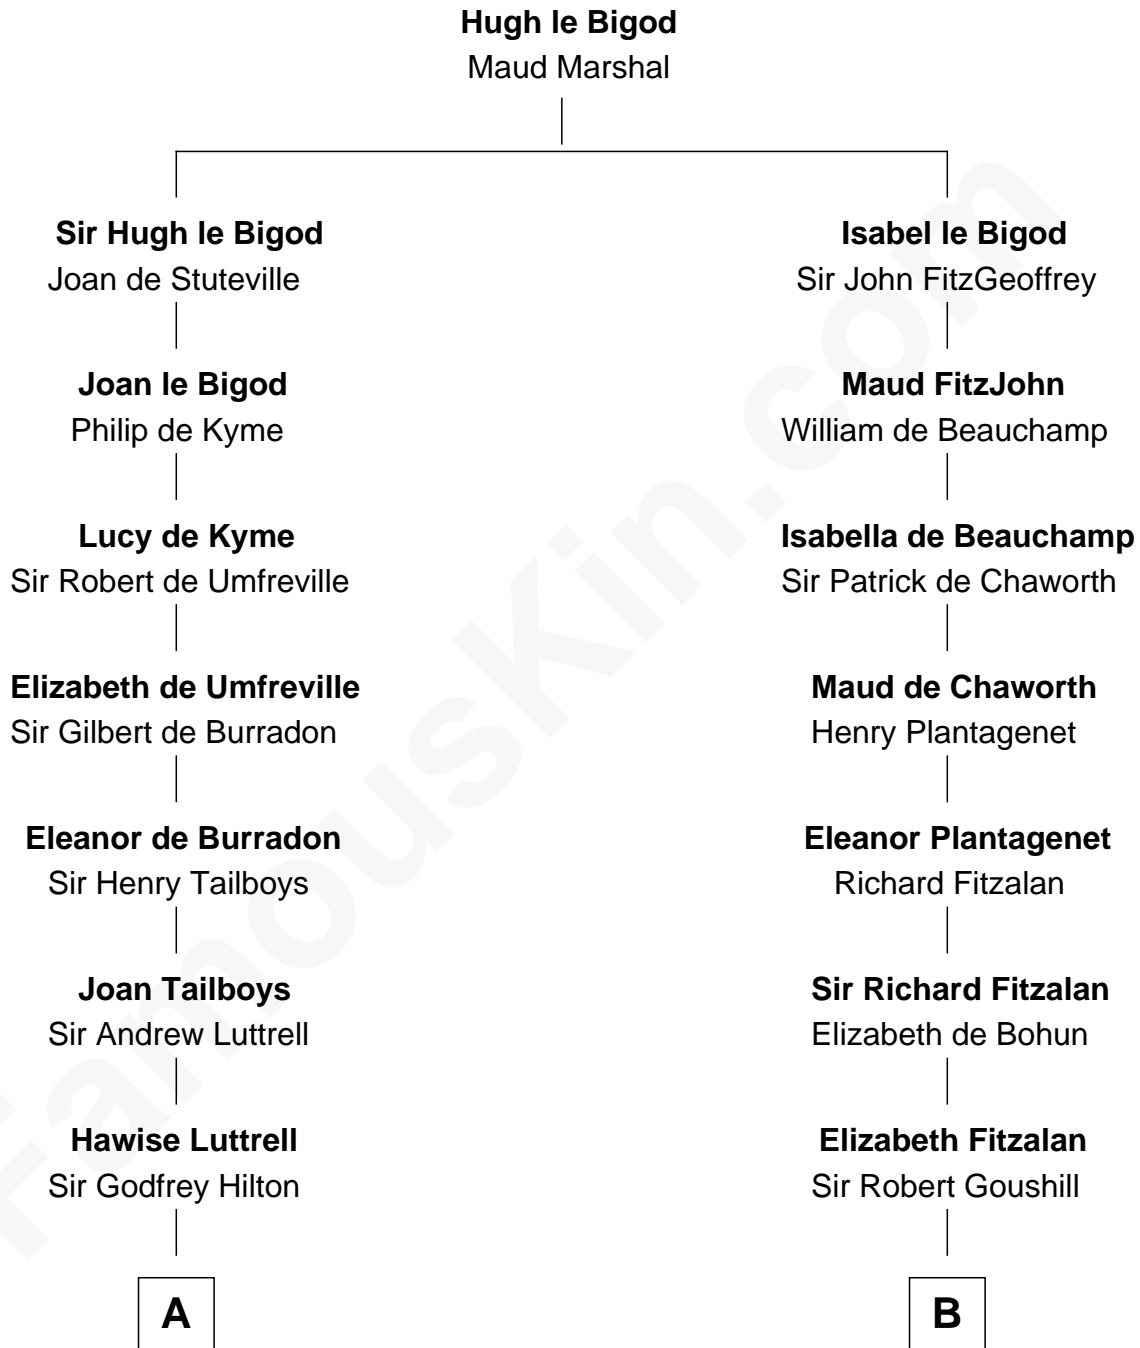 Hugh le Bigod
Maud Marshal
Sir Hugh le Bigod
Joan de Stuteville
Joan le Bigod
Philip de Kyme
Lucy de Kyme
Sir Robert de Umfreville
Elizabeth de Umfreville
Sir Gilbert de Burradon
Eleanor de Burradon
Sir Henry Tailboys
Joan Tailboys
Sir Andrew Luttrell
Hawise Luttrell
Sir Godfrey Hilton
A
Isabel le Bigod
Sir John FitzGeoffrey
Maud FitzJohn
William de Beauchamp
Isabella de Beauchamp
Sir Patrick de Chaworth
Maud de Chaworth
Henry Plantagenet
Eleanor Plantagenet
Richard Fitzalan
Sir Richard Fitzalan
Elizabeth de Bohun
Elizabeth Fitzalan
Sir Robert Goushill
B
FamousKin.com